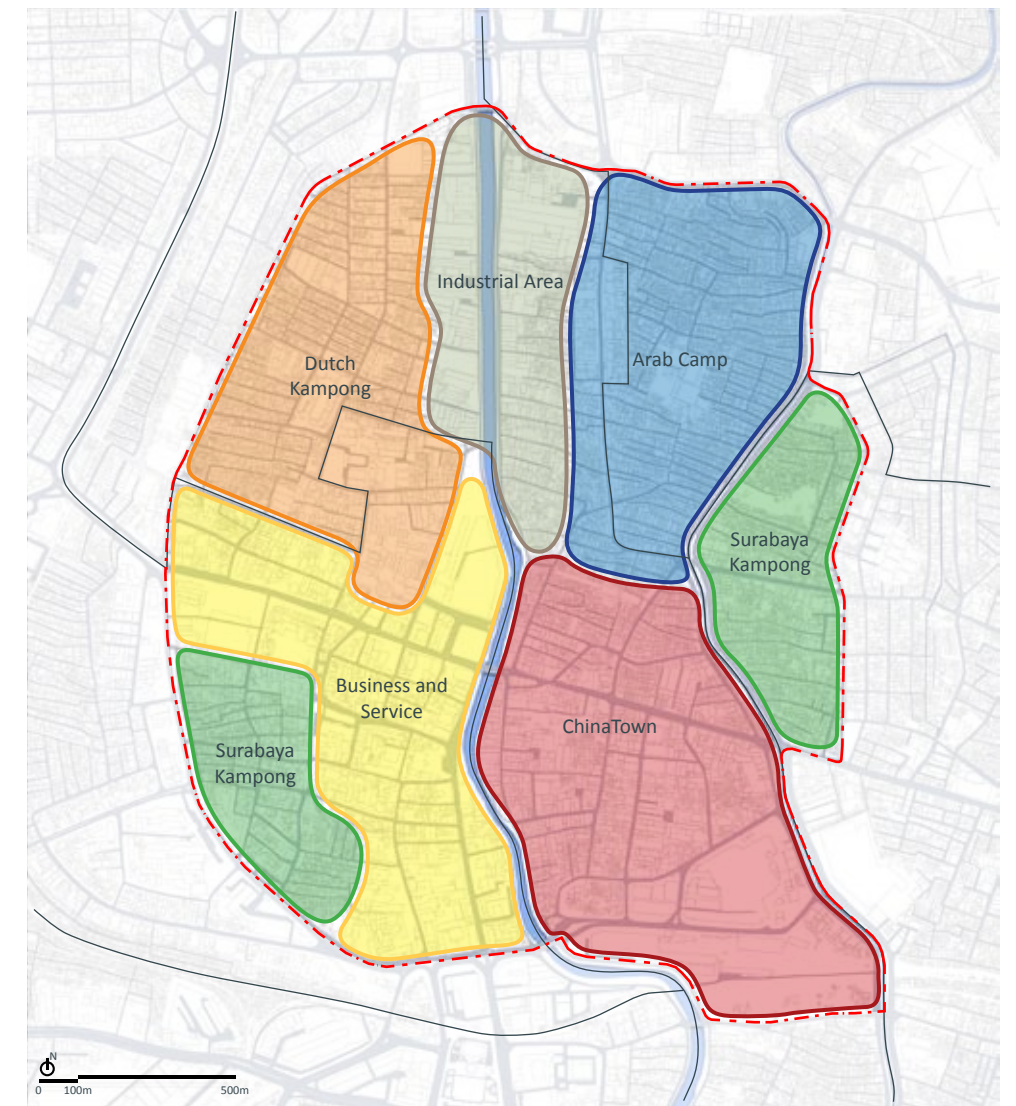 Industrial Area
Dutch
Kampong
Arab Camp
Surabaya
Kampong
Business and
Service
ChinaTown
Surabaya
Kampong
N
0 100m 500m